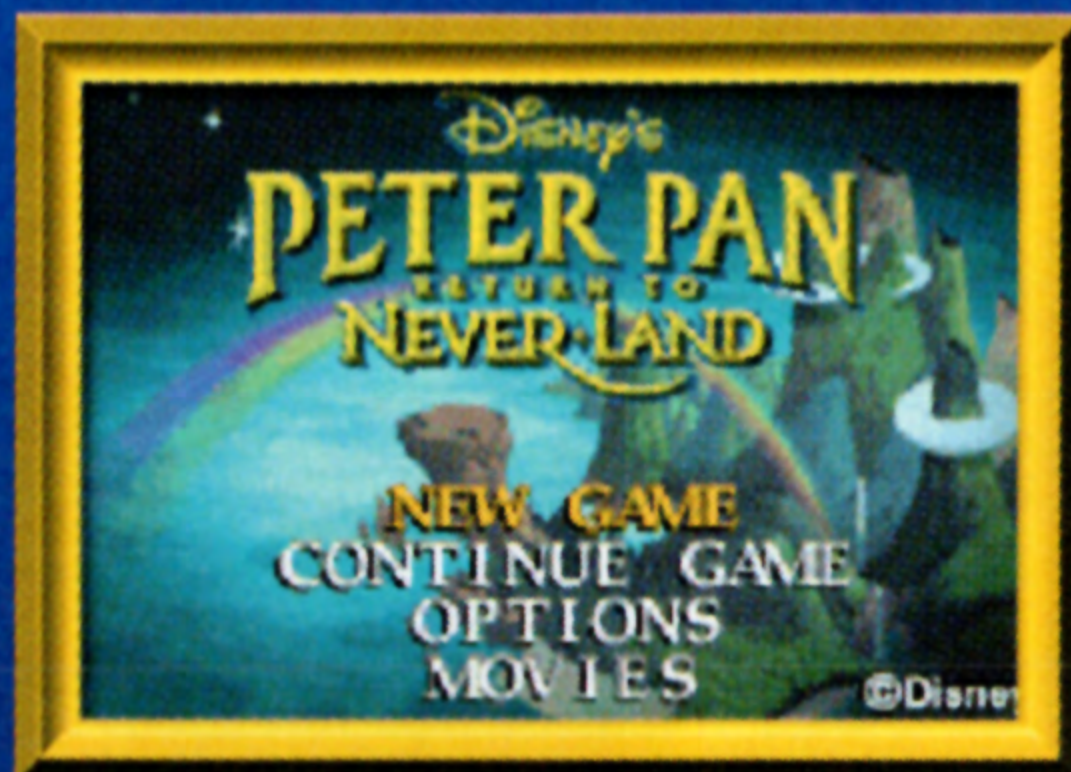 Disney's
PETER PAN
RETURN TO
NEVER·LAND
NEW GAME
CONTINUE GAME
OPTIONS
MOVIES
©Disney